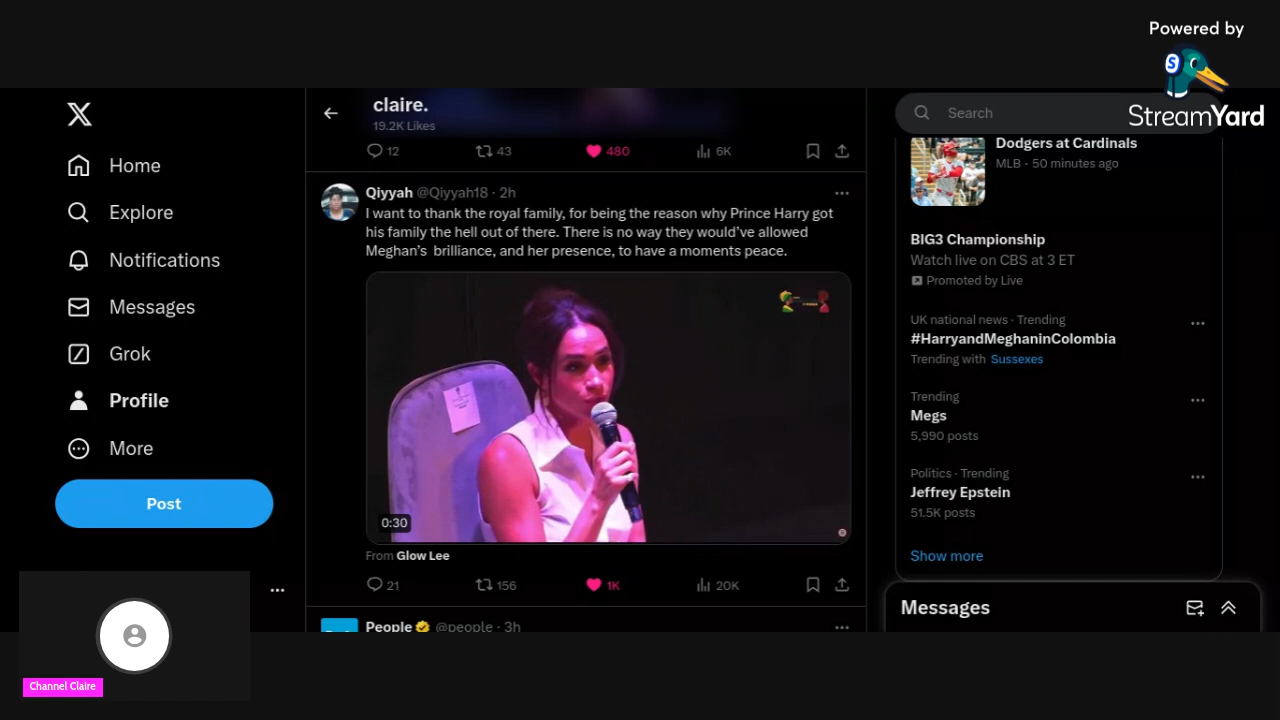 Powered by
StreamYard
X
Home
Explore
Notifications
Messages
Grok
Profile
More
Post
Channel Claire
claire.
19.2K Likes
12 43 480 6K
Qiyyah @Qiyyah18 · 2h
I want to thank the royal family, for being the reason why Prince Harry got
his family the hell out of there. There is no way they would've allowed
Meghan's brilliance, and her presence, to have a moments peace.
0:30
From Glow Lee
21 156 1K 20K
People @people · 3h
Search
Dodgers at Cardinals
MLB · 50 minutes ago
BIG3 Championship
Watch live on CBS at 3 ET
Promoted by Live
UK national news · Trending
#HarryandMeghaninColombia
Trending with Sussexes
Trending
Megs
5,990 posts
Politics · Trending
Jeffrey Epstein
51.5K posts
Show more
Messages